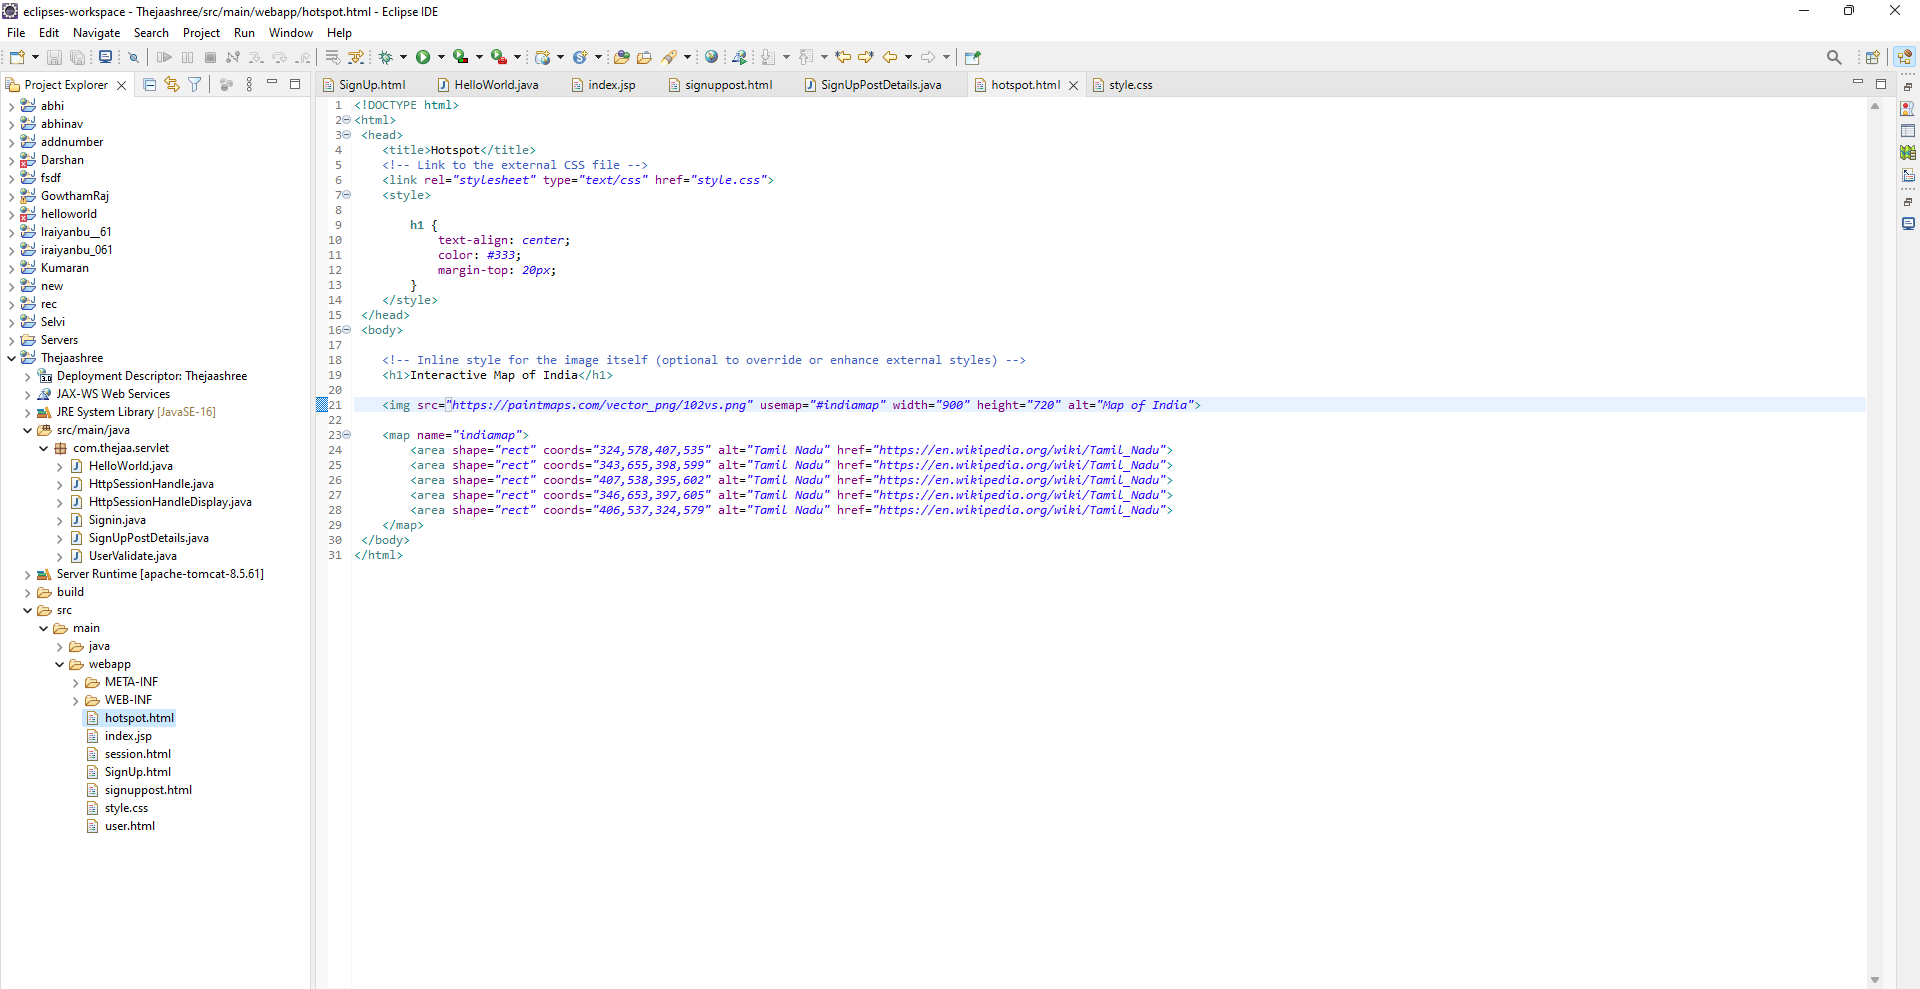 eclipses-workspace - Thejaashree/src/main/webapp/hotspot.html - Eclipse IDE
File Edit Navigate Search Project Run Window Help
Project Explorer
abhi
abhinav
addnumber
Darshan
fsdf
GowthamRaj
helloworld
Iraiyanbu__61
iraiyanbu_061
Kumaran
new
rec
Selvi
Servers
Thejaashree
Deployment Descriptor: Thejaashree
JAX-WS Web Services
JRE System Library [JavaSE-16]
src/main/java
com.thejaa.servlet
HelloWorld.java
HttpSessionHandle.java
HttpSessionHandleDisplay.java
Signin.java
SignUpPostDetails.java
UserValidate.java
Server Runtime [apache-tomcat-8.5.61]
build
src
main
java
webapp
META-INF
WEB-INF
hotspot.html
index.jsp
session.html
SignUp.html
signuppost.html
style.css
user.html
SignUp.html HelloWorld.java index.jsp signuppost.html SignUpPostDetails.java hotspot.html style.css
1 <!DOCTYPE html>
2 <html>
3 <head>
4 <title>Hotspot</title>
5 <!-- Link to the external CSS file -->
6 <link rel="stylesheet" type="text/css" href="style.css">
7 <style>
8
9 h1 {
10 text-align: center;
11 color: #333;
12 margin-top: 20px;
13 }
14 </style>
15 </head>
16 <body>
17
18 <!-- Inline style for the image itself (optional to override or enhance external styles) -->
19 <h1>Interactive Map of India</h1>
20
21 <img src="https://paintmaps.com/vector_png/102vs.png" usemap="#indiamap" width="900" height="720" alt="Map of India">
22
23 <map name="indiamap">
24 <area shape="rect" coords="324,578,407,535" alt="Tamil Nadu" href="https://en.wikipedia.org/wiki/Tamil_Nadu">
25 <area shape="rect" coords="343,655,398,599" alt="Tamil Nadu" href="https://en.wikipedia.org/wiki/Tamil_Nadu">
26 <area shape="rect" coords="407,538,395,602" alt="Tamil Nadu" href="https://en.wikipedia.org/wiki/Tamil_Nadu">
27 <area shape="rect" coords="346,653,397,605" alt="Tamil Nadu" href="https://en.wikipedia.org/wiki/Tamil_Nadu">
28 <area shape="rect" coords="406,537,324,579" alt="Tamil Nadu" href="https://en.wikipedia.org/wiki/Tamil_Nadu">
29 </map>
30 </body>
31 </html>